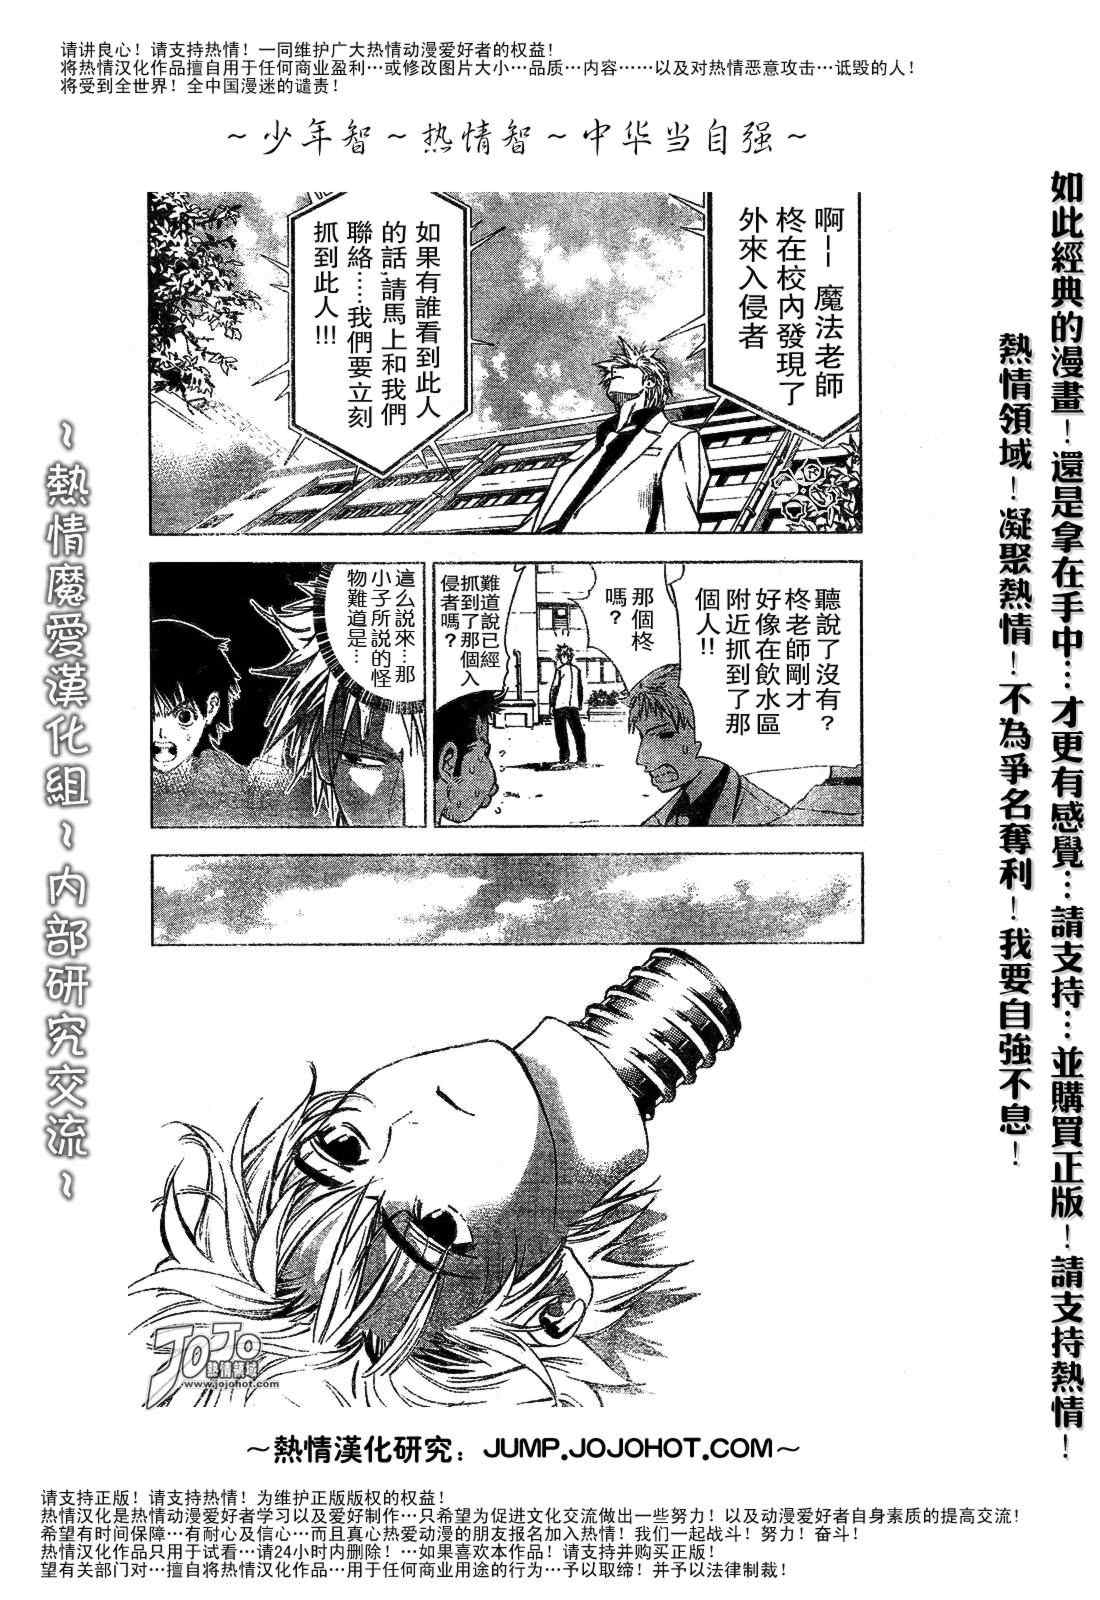 请讲良心！请支持热情！一同维护广大热情动漫爱好者的权益！
将热情汉化作品擅自用于任何商业盈利…或修改图片大小…品质…内容……以及对热情恶意攻击…诋毁的人！
将受到全世界！全中国漫迷的谴责！
～少年智～热情智～中华当自强～
如此經典的漫畫！還是拿在手中…才更有感覺…請支持…並購買正版！請支持熱情！
熱情領域！凝聚熱情！不為爭名奪利！我要自強不息！
啊—— 魔法老師
柊在校內發現了
外來入侵者
如果有誰看到此人
的話,請馬上和我們
聯絡……我們要立刻
抓到此人!!!
聽說了沒有？
柊老師剛才
好像在飲水區
附近抓到了那
個人!!
那個柊
嗎？
難道說已經
抓到了那個入
侵者嗎？
這么說來…那
小子所說的怪
物難道是…
～熱情魔愛漢化組～内部研究交流～
JOJO
熱情領域
www.jojohot.com
～熱情漢化研究：JUMP.JOJOHOT.COM～
请支持正版！请支持热情！为维护正版版权的权益！
热情汉化是热情动漫爱好者学习以及爱好制作…只希望为促进文化交流做出一些努力！以及动漫爱好者自身素质的提高交流！
希望有时间保障…有耐心及信心…而且真心热爱动漫的朋友报名加入热情！我们一起战斗！努力！奋斗！
热情汉化作品只用于试看…请24小时内删除！…如果喜欢本作品！请支持并购买正版！
望有关部门对…擅自将热情汉化作品…用于任何商业用途的行为…予以取缔！并予以法律制裁！